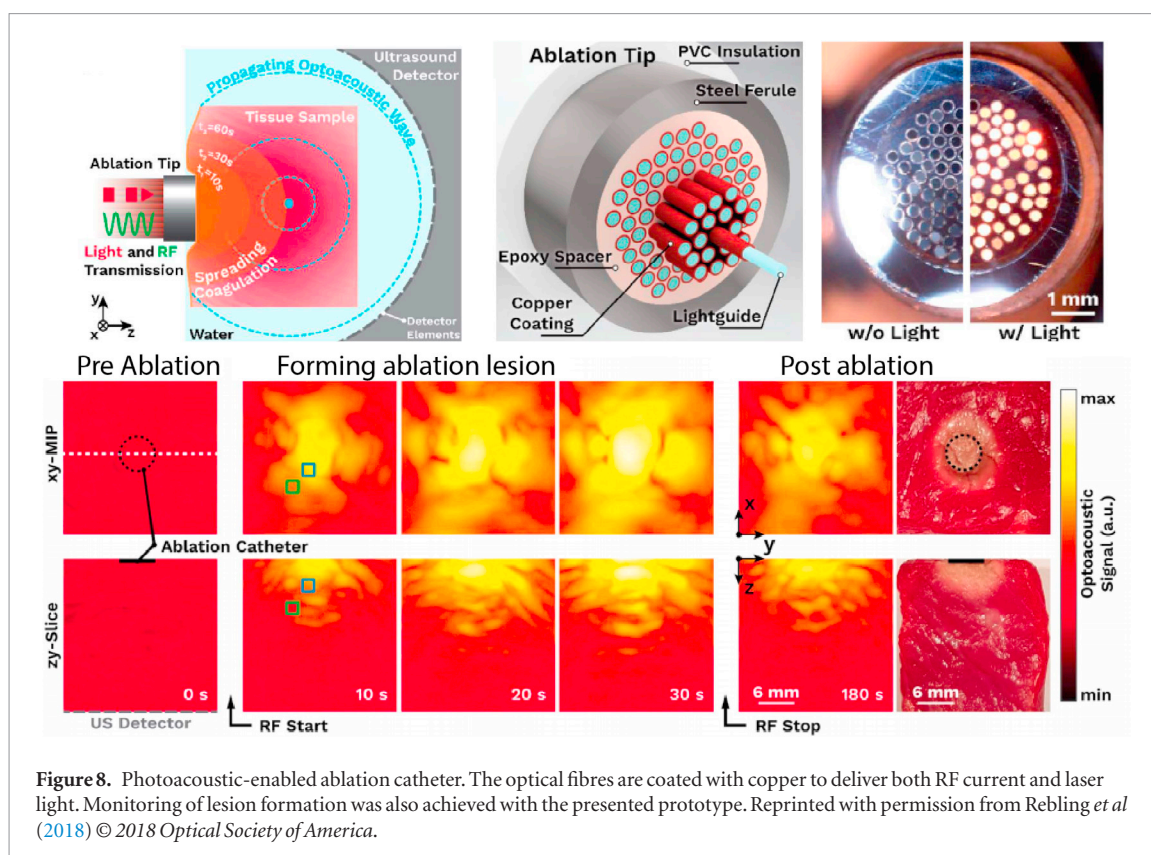 Propagating Optoacoustic Wave
Ultrasound
Detector
Tissue Sample
t₃=60s
t₂=30s
t₁=10s
Ablation Tip
Light and RF
Transmission
Spreading
Coagulation
y
x
z
Water
Detector
Elements
Ablation Tip
PVC Insulation
Steel Ferule
Epoxy Spacer
Copper
Coating
Lightguide
1 mm
w/o Light
w/ Light
Pre Ablation
Forming ablation lesion
Post ablation
xy-MIP
Ablation Catheter
x
y
z
zy-Slice
0 s
10 s
20 s
30 s
6 mm
180 s
6 mm
US Detector
RF Start
RF Stop
max
Optoacoustic
Signal (a.u.)
min
Figure 8. Photoacoustic-enabled ablation catheter. The optical fibres are coated with copper to deliver both RF current and laser
light. Monitoring of lesion formation was also achieved with the presented prototype. Reprinted with permission from Rebling et al
(2018) © 2018 Optical Society of America.